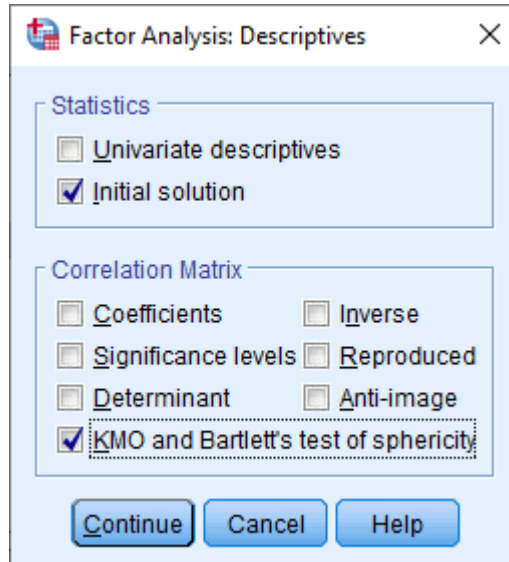 Factor Analysis: Descriptives
Statistics
Univariate descriptives
Initial solution
Correlation Matrix
Coefficients Inverse
Significance levels Reproduced
Determinant Anti-image
KMO and Bartlett's test of sphericity
Continue Cancel Help